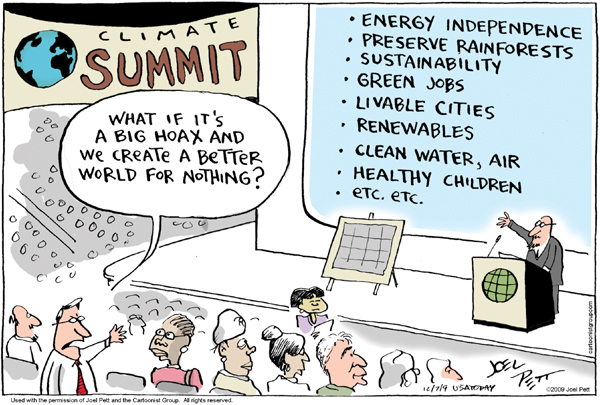 CLIMATE
SUMMIT
WHAT IF IT'S
A BIG HOAX AND
WE CREATE A BETTER
WORLD FOR NOTHING?
• ENERGY INDEPENDENCE
• PRESERVE RAINFORESTS
• SUSTAINABILITY
• GREEN JOBS
• LIVABLE CITIES
• RENEWABLES
• CLEAN WATER, AIR
• HEALTHY CHILDREN
• ETC. ETC.
cartoonistgroup.com
JOEL
PETT
12/7/9 USA TODAY
Used with the permission of Joel Pett and the Cartoonist Group. All rights reserved.
©2009 Joel Pett